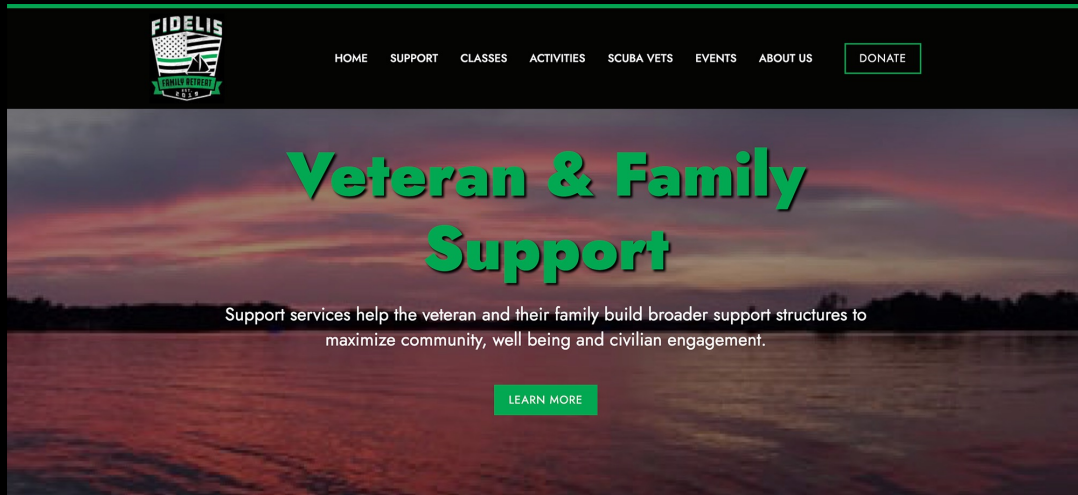 FIDELIS
FAMILY RETREAT
EST.
2018
HOME SUPPORT CLASSES ACTIVITIES SCUBA VETS EVENTS ABOUT US DONATE
Veteran & Family
Support
Support services help the veteran and their family build broader support structures to
maximize community, well being and civilian engagement.
LEARN MORE